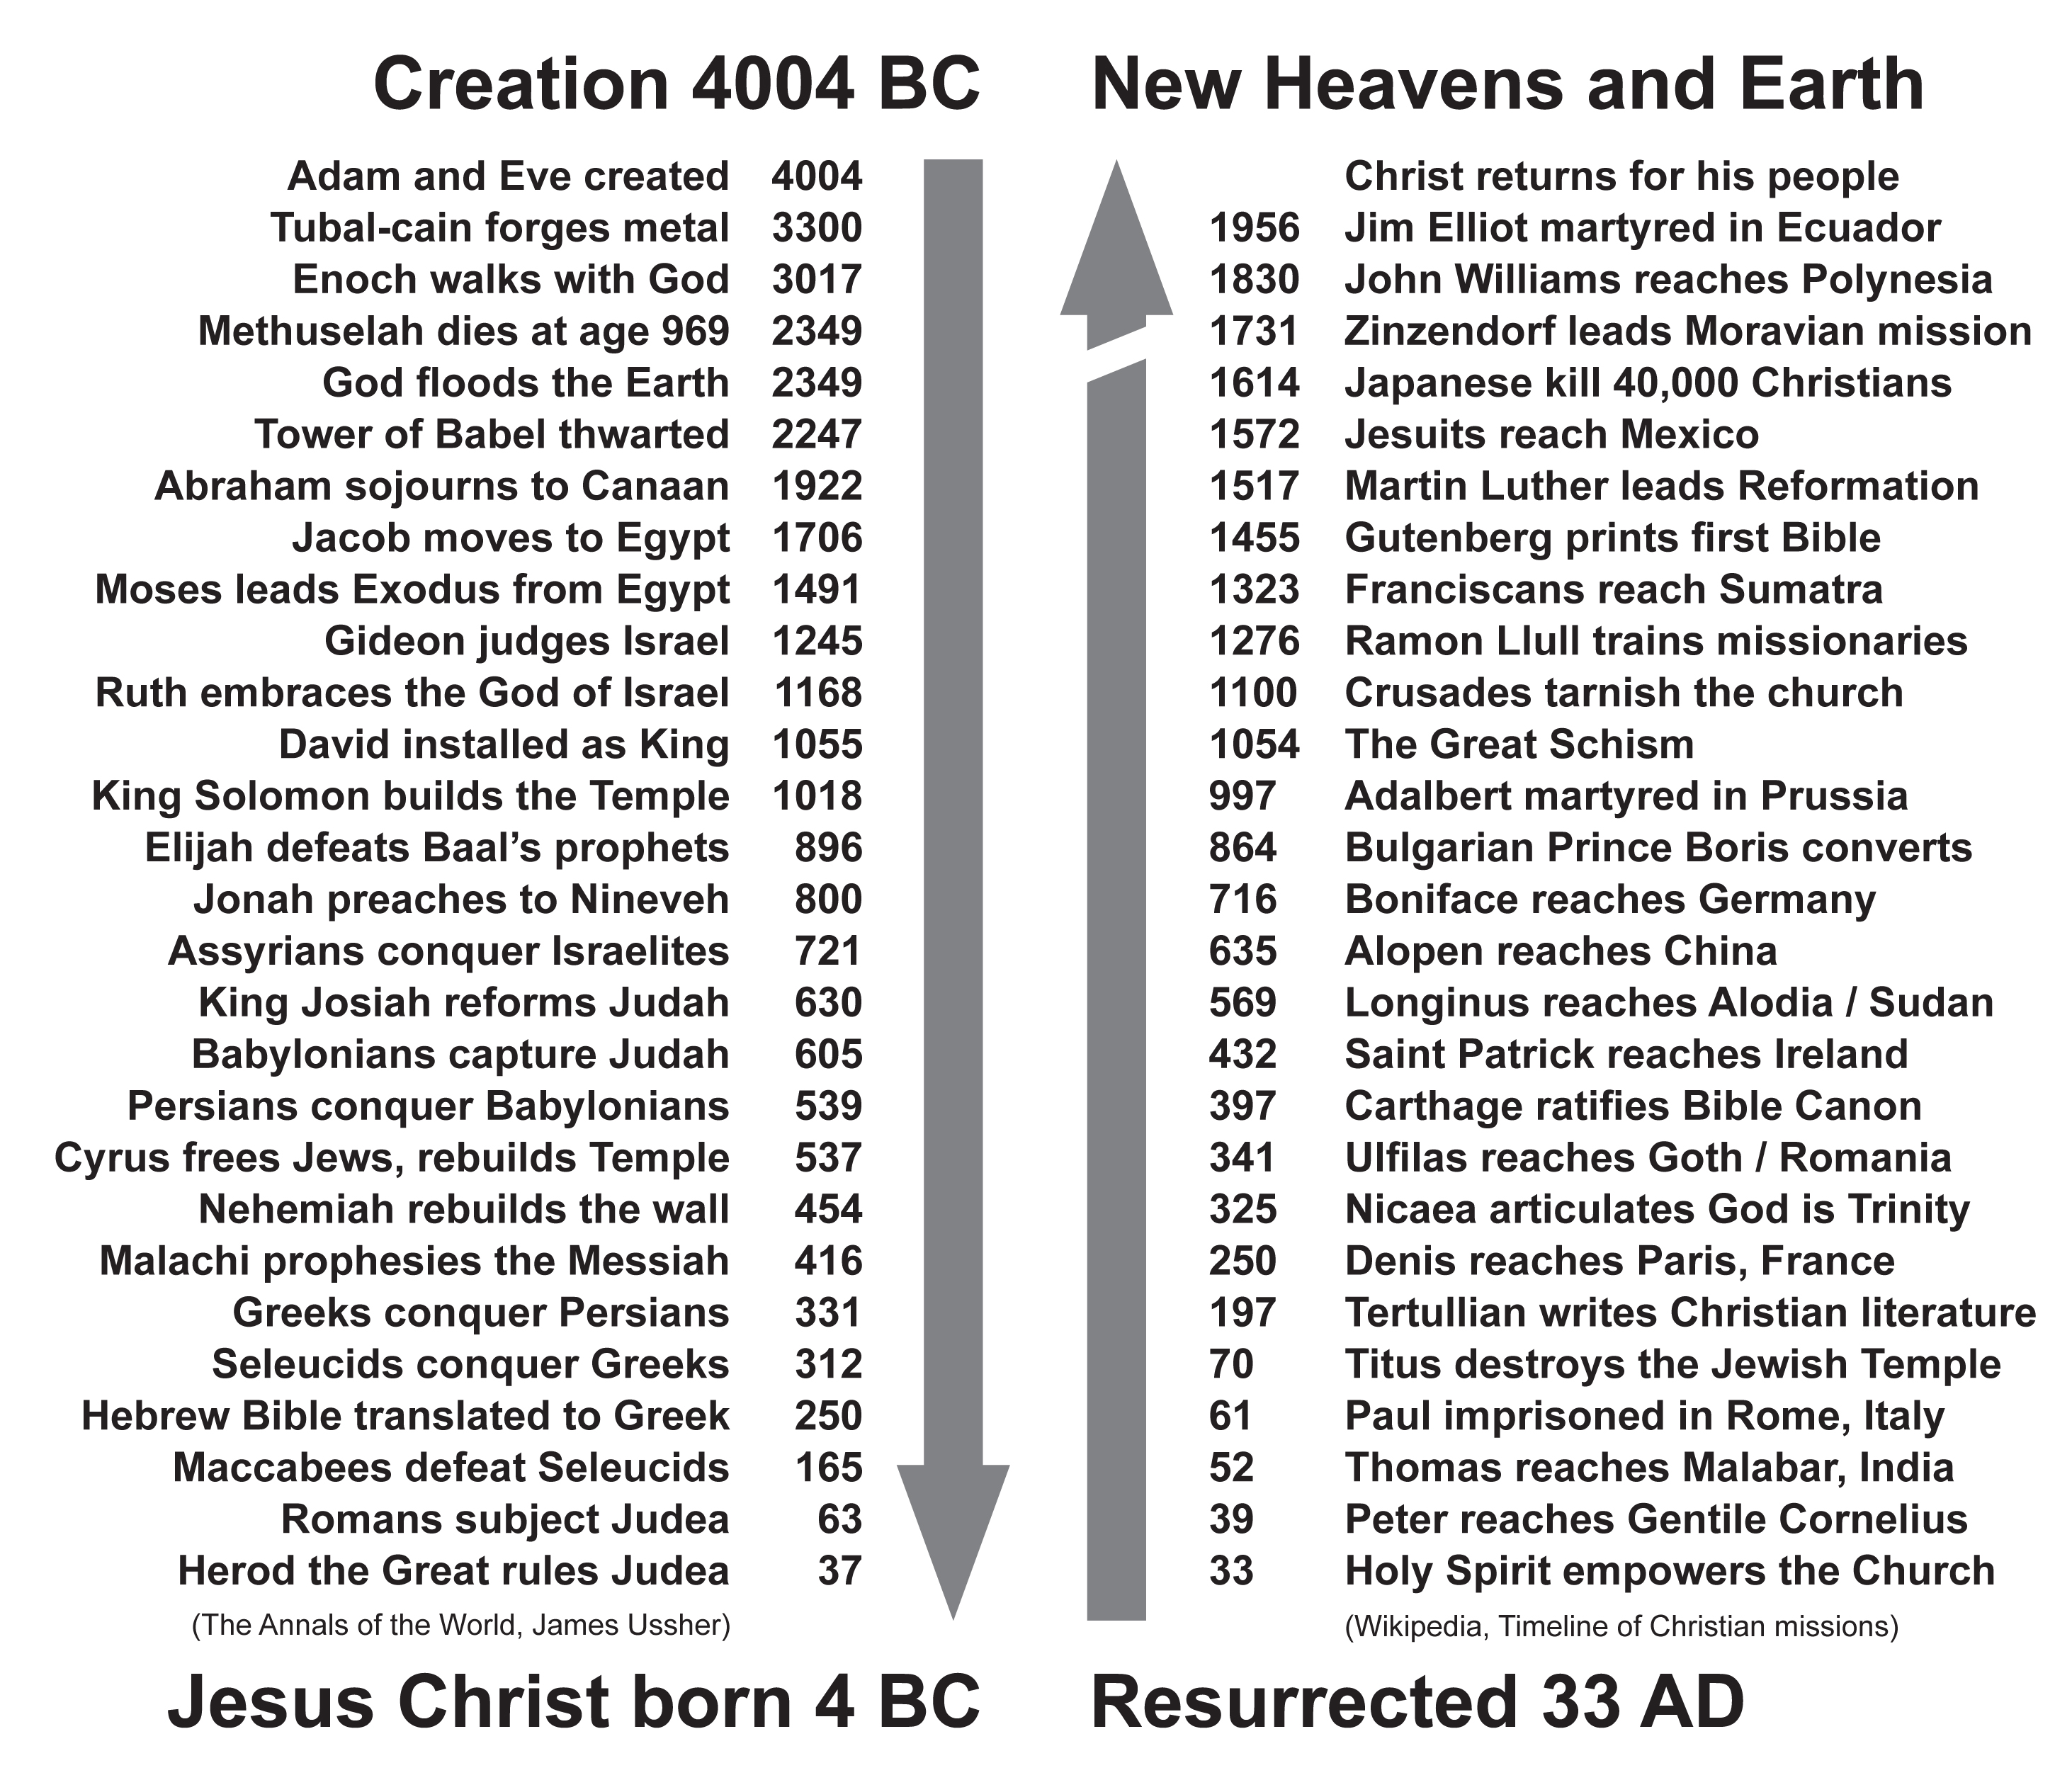 Creation 4004 BC
Adam and Eve created 4004
Tubal-cain forges metal 3300
Enoch walks with God 3017
Methuselah dies at age 969 2349
God floods the Earth 2349
Tower of Babel thwarted 2247
Abraham sojourns to Canaan 1922
Jacob moves to Egypt 1706
Moses leads Exodus from Egypt 1491
Gideon judges Israel 1245
Ruth embraces the God of Israel 1168
David installed as King 1055
King Solomon builds the Temple 1018
Elijah defeats Baal’s prophets 896
Jonah preaches to Nineveh 800
Assyrians conquer Israelites 721
King Josiah reforms Judah 630
Babylonians capture Judah 605
Persians conquer Babylonians 539
Cyrus frees Jews, rebuilds Temple 537
Nehemiah rebuilds the wall 454
Malachi prophesies the Messiah 416
Greeks conquer Persians 331
Seleucids conquer Greeks 312
Hebrew Bible translated to Greek 250
Maccabees defeat Seleucids 165
Romans subject Judea 63
Herod the Great rules Judea 37
(The Annals of the World, James Ussher)
Jesus Christ born 4 BC
New Heavens and Earth
Christ returns for his people
1956 Jim Elliot martyred in Ecuador
1830 John Williams reaches Polynesia
1731 Zinzendorf leads Moravian mission
1614 Japanese kill 40,000 Christians
1572 Jesuits reach Mexico
1517 Martin Luther leads Reformation
1455 Gutenberg prints first Bible
1323 Franciscans reach Sumatra
1276 Ramon Llull trains missionaries
1100 Crusades tarnish the church
1054 The Great Schism
997 Adalbert martyred in Prussia
864 Bulgarian Prince Boris converts
716 Boniface reaches Germany
635 Alopen reaches China
569 Longinus reaches Alodia / Sudan
432 Saint Patrick reaches Ireland
397 Carthage ratifies Bible Canon
341 Ulfilas reaches Goth / Romania
325 Nicaea articulates God is Trinity
250 Denis reaches Paris, France
197 Tertullian writes Christian literature
70 Titus destroys the Jewish Temple
61 Paul imprisoned in Rome, Italy
52 Thomas reaches Malabar, India
39 Peter reaches Gentile Cornelius
33 Holy Spirit empowers the Church
(Wikipedia, Timeline of Christian missions)
Resurrected 33 AD